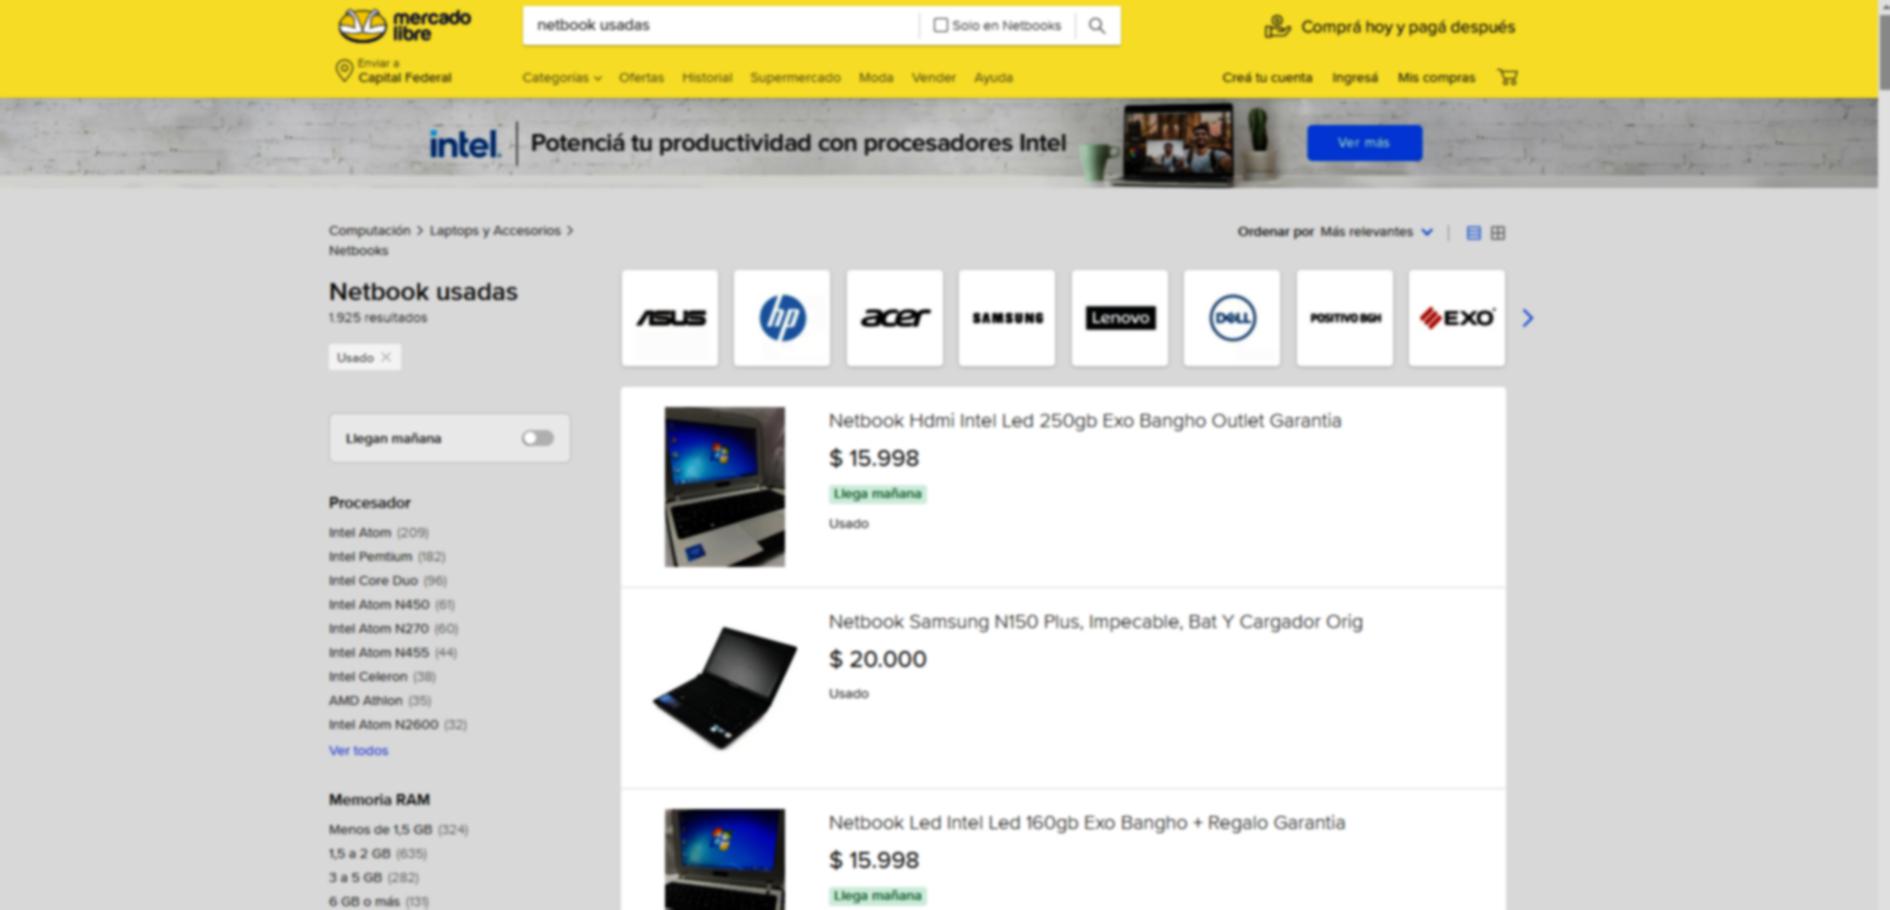 mercado
libre
netbook usadas
Solo en Netbooks
Comprá hoy y pagá después
Enviar a
Capital Federal
Categorías Ofertas Historial Supermercado Moda Vender Ayuda
Creá tu cuenta Ingresá Mis compras
intel. Potenciá tu productividad con procesadores Intel
Ver más
Computación > Laptops y Accesorios >
Netbooks
Ordenar por Más relevantes
Netbook usadas
1.925 resultados
Usado
ASUS hp acer SAMSUNG Lenovo DELL POSITIVO BGH EXO
Llegan mañana
Procesador
Intel Atom (209)
Intel Pemtium (182)
Intel Core Duo (96)
Intel Atom N450 (61)
Intel Atom N270 (60)
Intel Atom N455 (44)
Intel Celeron (38)
AMD Athlon (35)
Intel Atom N2600 (32)
Ver todos
Memoria RAM
Menos de 1,5 GB (324)
1,5 a 2 GB (635)
3 a 5 GB (282)
6 GB o más (131)
Netbook Hdmi Intel Led 250gb Exo Bangho Outlet Garantia
$ 15.998
Llega mañana
Usado
Netbook Samsung N150 Plus, Impecable, Bat Y Cargador Orig
$ 20.000
Usado
Netbook Led Intel Led 160gb Exo Bangho + Regalo Garantia
$ 15.998
Llega mañana